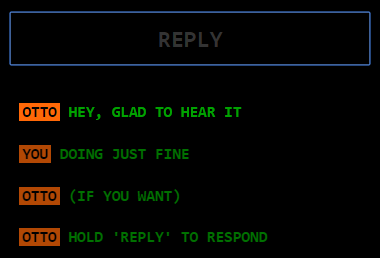 REPLY
OTTO HEY, GLAD TO HEAR IT
YOU DOING JUST FINE
OTTO (IF YOU WANT)
OTTO HOLD 'REPLY' TO RESPOND